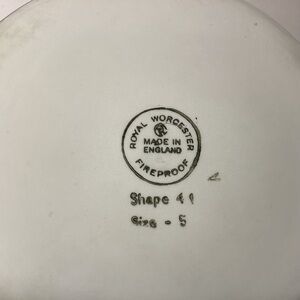 ROYAL WORCESTER
MADE IN
ENGLAND
FIREPROOF
Shape 41
Size - 5